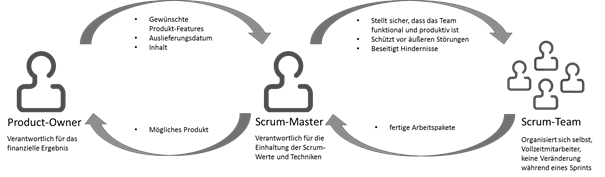 • Gewünschte
Produkt-Features
• Auslieferungsdatum
• Inhalt
• Stellt sicher, dass das Team
funktional und produktiv ist
• Schützt vor äußeren Störungen
• Beseitigt Hindernisse
Product-Owner
Verantwortlich für das
finanzielle Ergebnis
• Mögliches Produkt
Scrum-Master
Verantwortlich für die
Einhaltung der Scrum-
Werte und Techniken
• fertige Arbeitspakete
Scrum-Team
Organisiert sich selbst,
Vollzeitmitarbeiter,
keine Veränderung
während eines Sprints